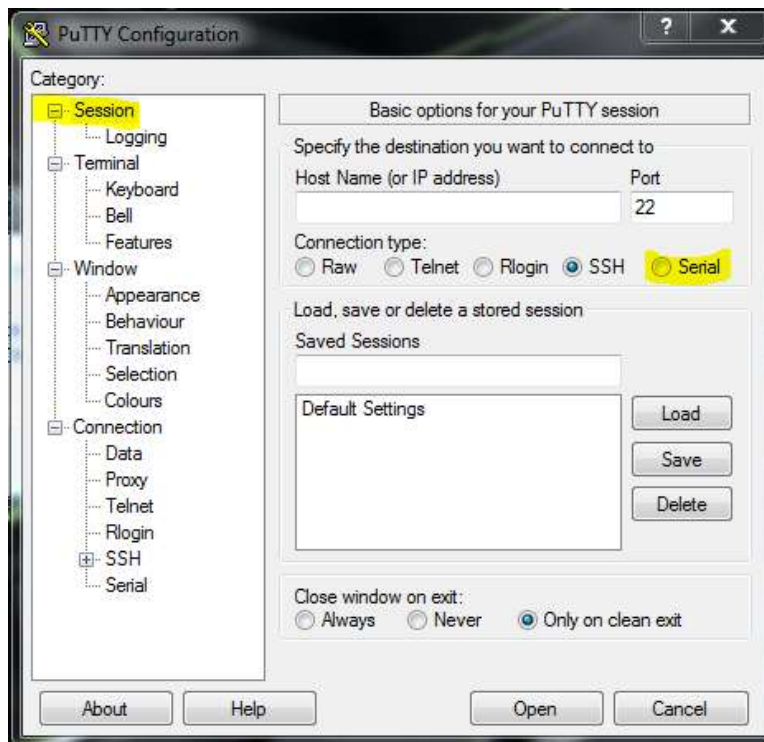 PuTTY Configuration
? X
Category:
Session
Logging
Terminal
Keyboard
Bell
Features
Window
Appearance
Behaviour
Translation
Selection
Colours
Connection
Data
Proxy
Telnet
Rlogin
SSH
Serial
Basic options for your PuTTY session
Specify the destination you want to connect to
Host Name (or IP address) Port
22
Connection type:
Raw Telnet Rlogin SSH Serial
Load, save or delete a stored session
Saved Sessions
Default Settings
Load
Save
Delete
Close window on exit:
Always Never Only on clean exit
About Help Open Cancel